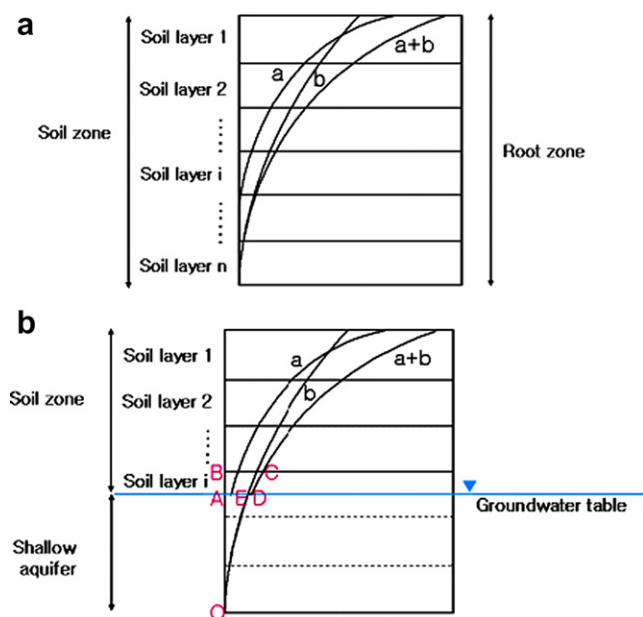 a
Soil layer 1
a
b
a+b
Soil layer 2
Soil zone
Root zone
Soil layer i
Soil layer n
b
Soil layer 1
a
a+b
b
Soil zone
Soil layer 2
B
C
Soil layer i
A
E
D
Groundwater table
Shallow
aquifer
O